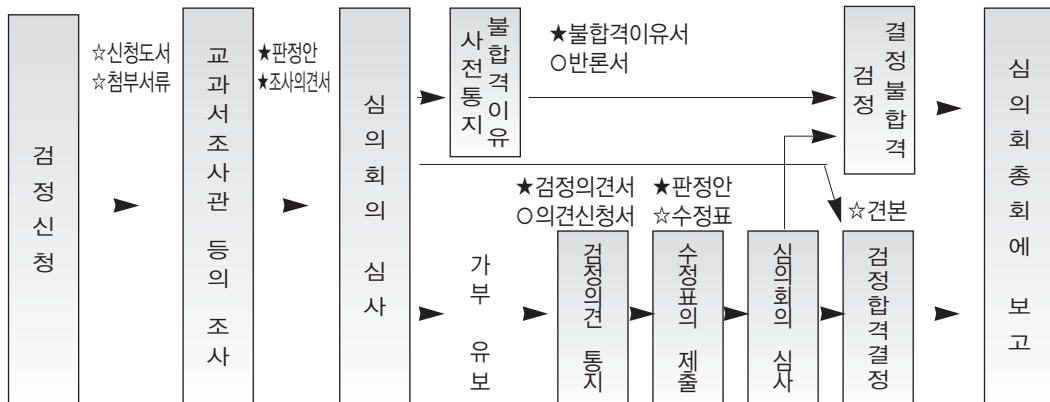 검정신청
☆신청도서
☆첨부서류
교과서조사관 등의 조사
★판정안
★조사의견서
심의회의 심사
불합격이유
사전통지
★불합격이유서
○반론서
결정불합격
검정
가부 유보
★검정의견서
○의견신청서
검정의견 통지
★판정안
☆수정표
수정표의 제출
심의회의 심사
☆견본
검정합격결정
심의회총회에 보고